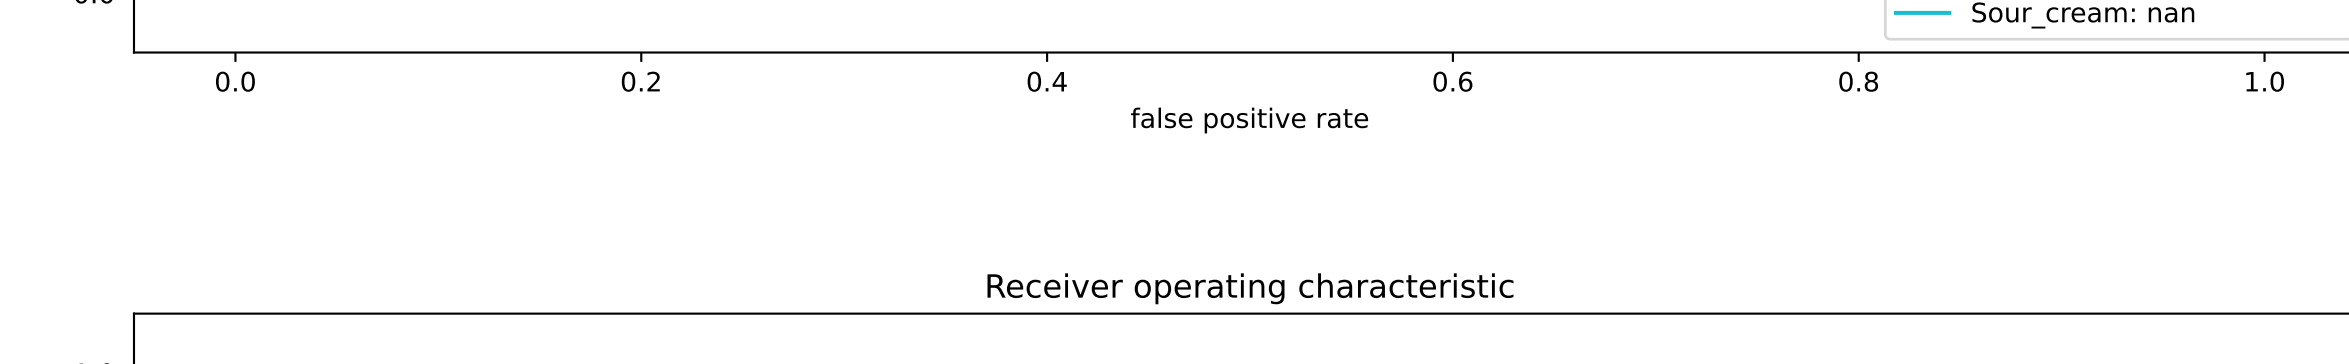 Sour_cream: nan
0.0 0.2 0.4 0.6 0.8 1.0
false positive rate
Receiver operating characteristic